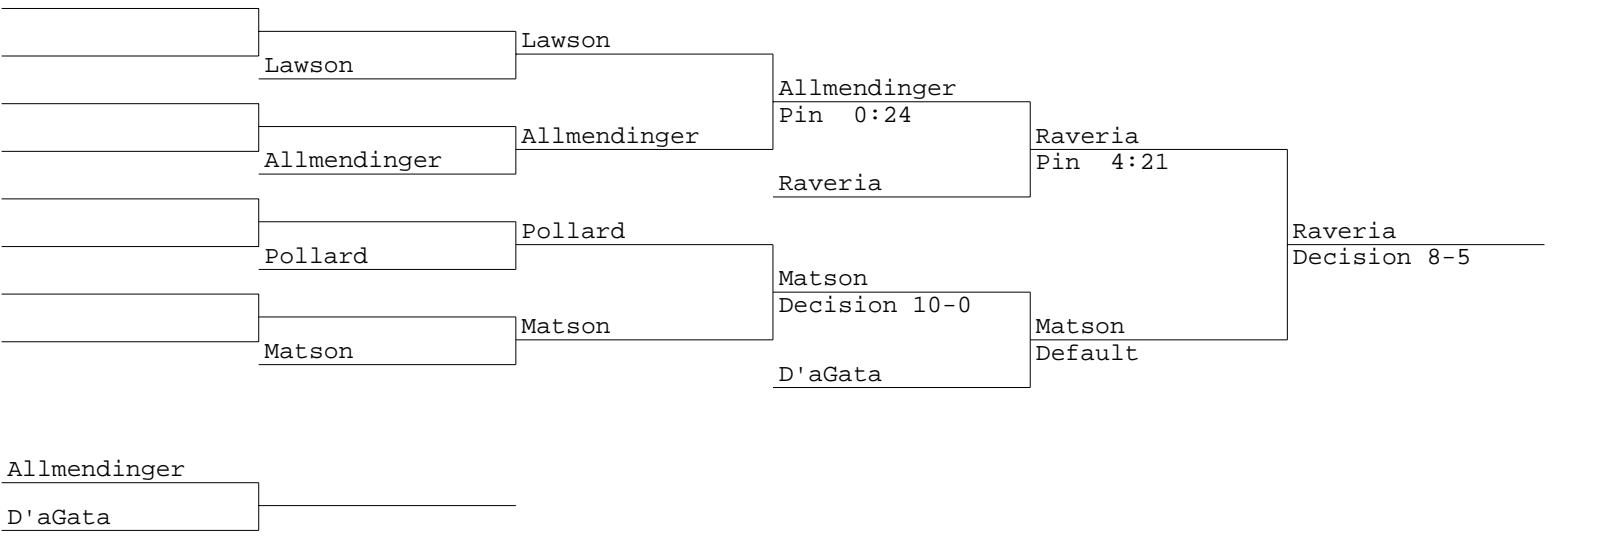 Lawson
Lawson
Allmendinger
Pin  0:24
Allmendinger
Raveria
Allmendinger
Pin  4:21
Raveria
Pollard
Raveria
Pollard
Decision 8-5
Matson
Decision 10-0
Matson
Matson
Matson
Default
D'aGata
Allmendinger
D'aGata